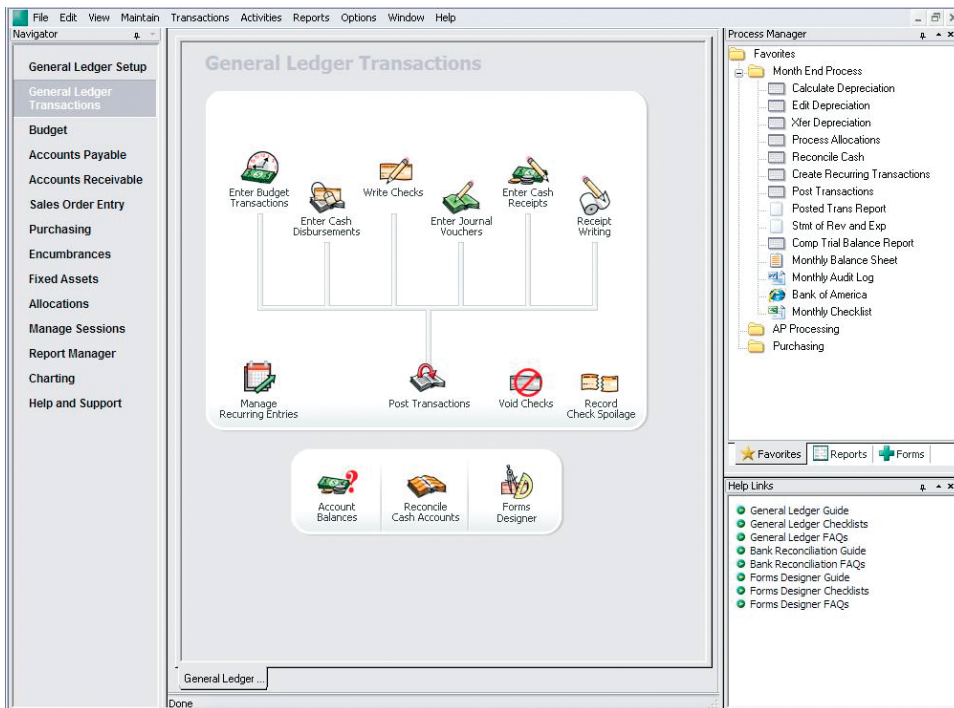 File Edit View Maintain Transactions Activities Reports Options Window Help
Navigator
General Ledger Setup
General Ledger
Transactions
Budget
Accounts Payable
Accounts Receivable
Sales Order Entry
Purchasing
Encumbrances
Fixed Assets
Allocations
Manage Sessions
Report Manager
Charting
Help and Support
General Ledger Transactions
Enter Budget
Transactions
Enter Cash
Disbursements
Write Checks
Enter Journal
Vouchers
Enter Cash
Receipts
Receipt
Writing
Manage
Recurring Entries
Post Transactions
Void Checks
Record
Check Spoilage
Account
Balances
Reconcile
Cash Accounts
Forms
Designer
General Ledger ...
Done
Process Manager
Favorites
Month End Process
Calculate Depreciation
Edit Depreciation
Xfer Depreciation
Process Allocations
Reconcile Cash
Create Recurring Transactions
Post Transactions
Posted Trans Report
Stmt of Rev and Exp
Comp Trial Balance Report
Monthly Balance Sheet
Monthly Audit Log
Bank of America
Monthly Checklist
AP Processing
Purchasing
Favorites Reports Forms
Help Links
General Ledger Guide
General Ledger Checklists
General Ledger FAQs
Bank Reconciliation Guide
Bank Reconciliation FAQs
Forms Designer Guide
Forms Designer Checklists
Forms Designer FAQs